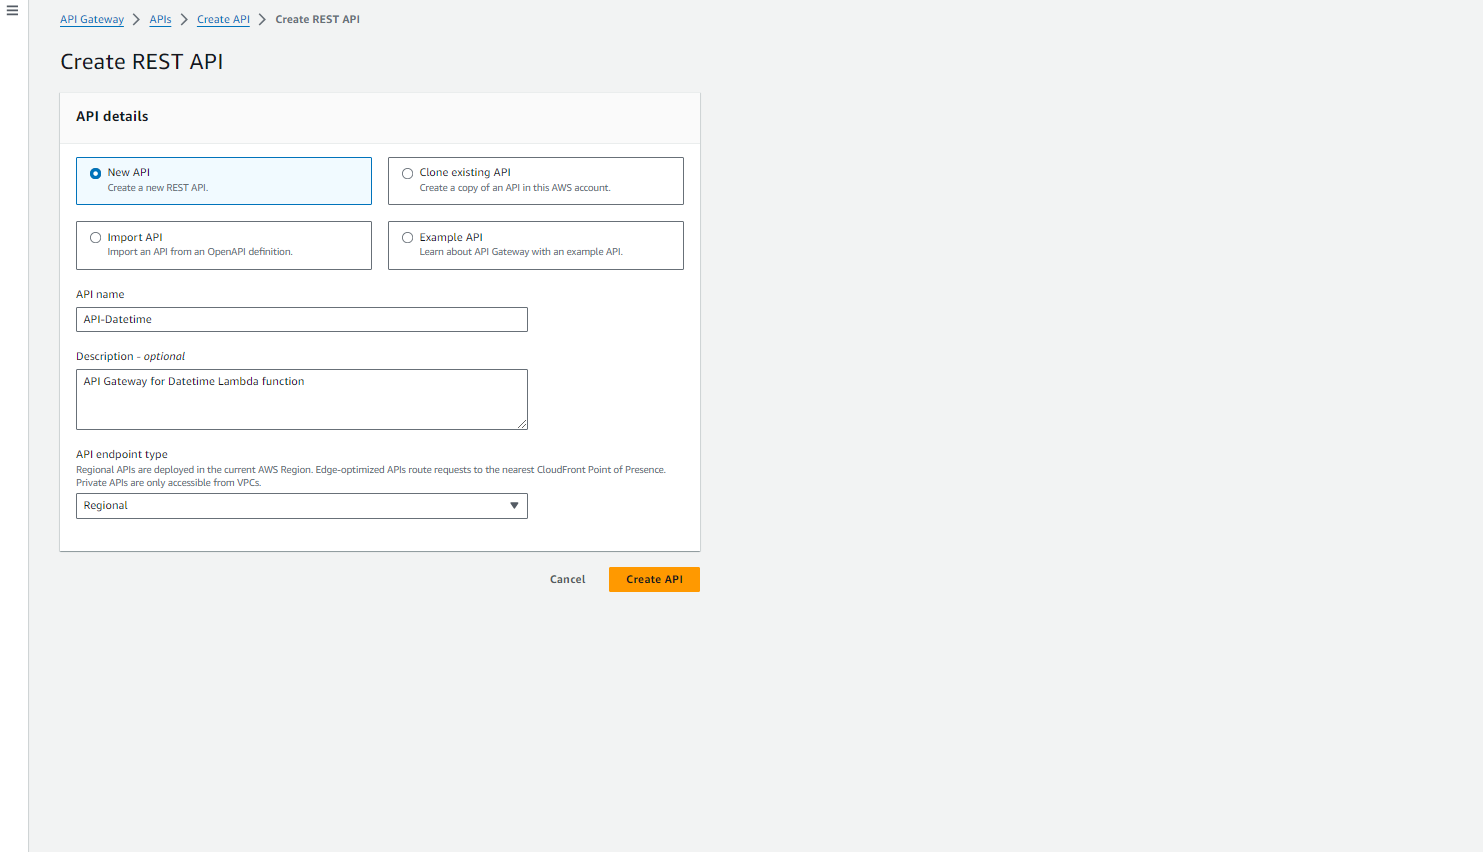 API Gateway > APIs > Create API > Create REST API
Create REST API
API details
New API
Create a new REST API.
Clone existing API
Create a copy of an API in this AWS account.
Import API
Import an API from an OpenAPI definition.
Example API
Learn about API Gateway with an example API.
API name
API-Datetime
Description - optional
API Gateway for Datetime Lambda function
API endpoint type
Regional APIs are deployed in the current AWS Region. Edge-optimized APIs route requests to the nearest CloudFront Point of Presence.
Private APIs are only accessible from VPCs.
Regional
Cancel
Create API